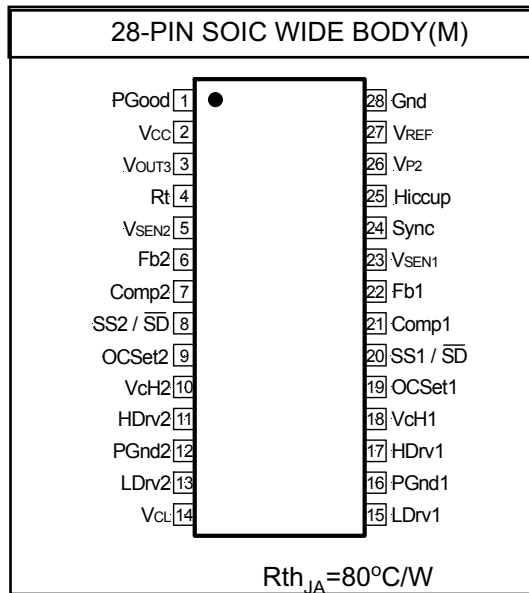 28-PIN SOIC WIDE BODY(M)
PGood 1 28 Gnd
VCC 2 27 VREF
VOUT3 3 26 VP2
Rt 4 25 Hiccup
VSEN2 5 24 Sync
Fb2 6 23 VSEN1
Comp2 7 22 Fb1
SS2 / S̅D̅ 8 21 Comp1
OCSet2 9 20 SS1 / S̅D̅
VcH2 10 19 OCSet1
HDrv2 11 18 VcH1
PGnd2 12 17 HDrv1
LDrv2 13 16 PGnd1
VCL 14 15 LDrv1
RthJA=80°C/W